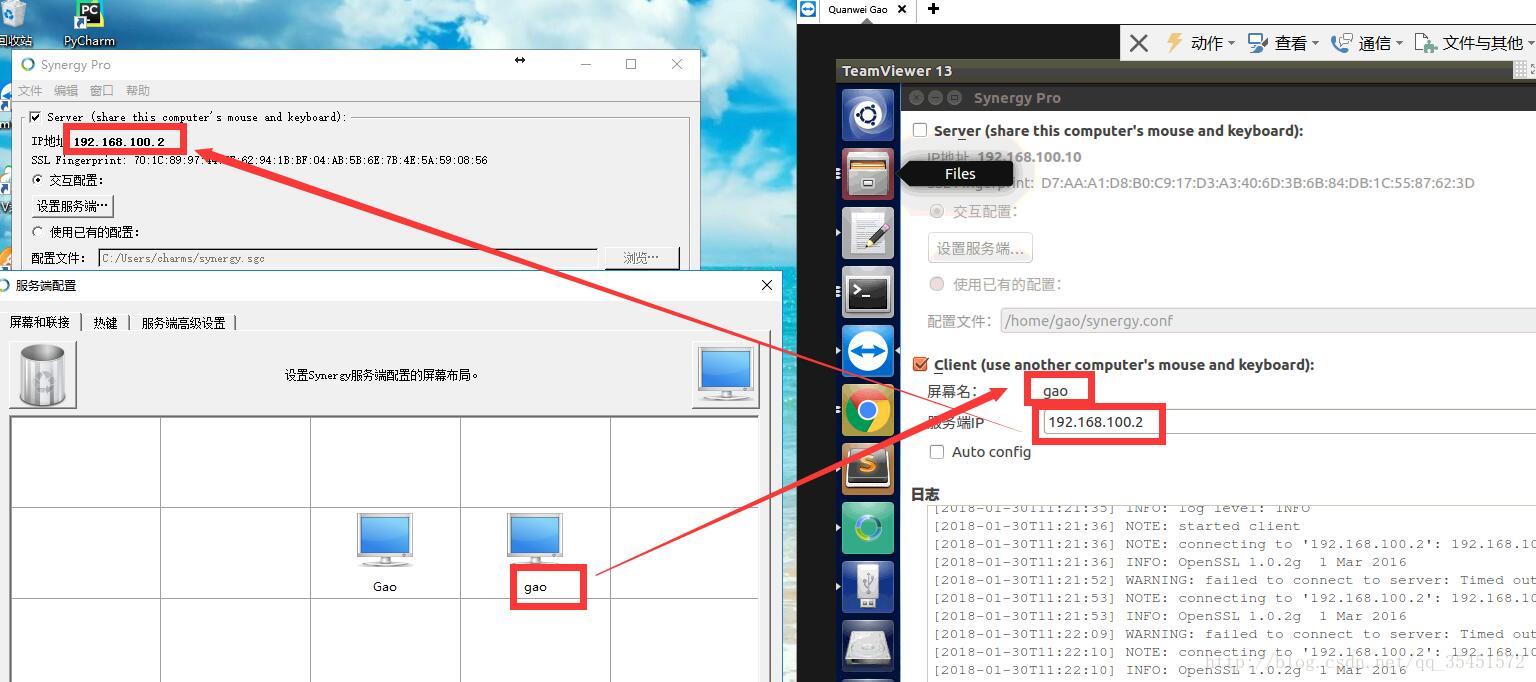 回收站
PyCharm
Synergy Pro
文件 编辑 窗口 帮助
Server (share this computer's mouse and keyboard):
IP地址 192.168.100.2
SSL Fingerprint: 70:1C:89:97: :62:94:1B:BF:04:AB:5B:6E:7B:4E:5A:59:08:56
交互配置:
设置服务端...
使用已有的配置:
配置文件: C:/Users/charms/synergy.sgc 浏览...
服务端配置
屏幕和联接 热键 服务端高级设置
设置Synergy服务端配置的屏幕布局。
Gao gao
Quanwei Gao
动作 查看 通信 文件与其他
TeamViewer 13
Synergy Pro
Server (share this computer's mouse and keyboard):
IP地址 192.168.100.10
Files
Fingerprint: D7:AA:A1:D8:B0:C9:17:D3:A3:40:6D:3B:6B:84:DB:1C:55:87:62:3D
交互配置:
设置服务端...
使用已有的配置:
配置文件: /home/gao/synergy.conf
Client (use another computer's mouse and keyboard):
屏幕名: gao
服务端IP 192.168.100.2
Auto config
日志
[2018-01-30T11:21:35] INFO: log level: INFO
[2018-01-30T11:21:36] NOTE: started client
[2018-01-30T11:21:36] NOTE: connecting to '192.168.100.2': 192.168.10
[2018-01-30T11:21:36] INFO: OpenSSL 1.0.2g 1 Mar 2016
[2018-01-30T11:21:52] WARNING: failed to connect to server: Timed out
[2018-01-30T11:21:53] NOTE: connecting to '192.168.100.2': 192.168.10
[2018-01-30T11:21:53] INFO: OpenSSL 1.0.2g 1 Mar 2016
[2018-01-30T11:22:09] WARNING: failed to connect to server: Timed out
[2018-01-30T11:22:10] NOTE: connecting to '192.168.100.2': 192.168.10
[2018-01-30T11:22:10] INFO: OpenSSL 1.0.2g 1 Mar 2016
http://blog.csdn.net/qq_35451572